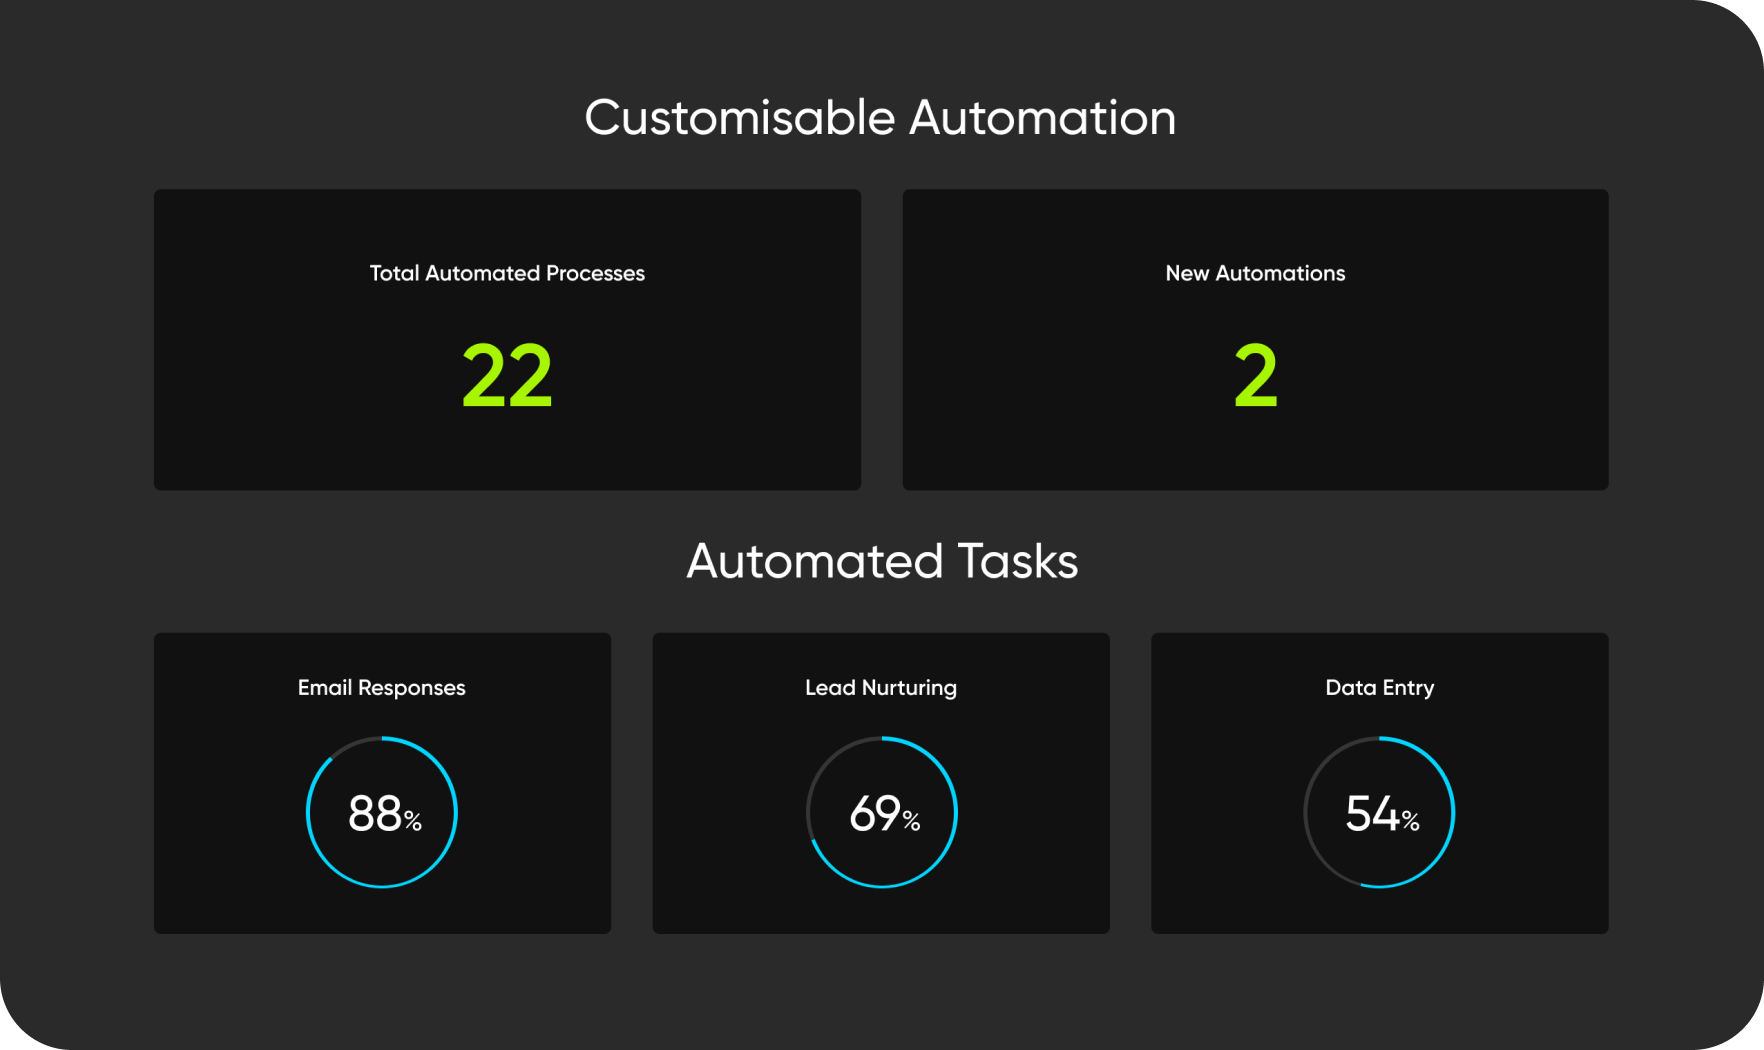 Customisable Automation
Total Automated Processes
22
New Automations
2
Automated Tasks
Email Responses
88%
Lead Nurturing
69%
Data Entry
54%